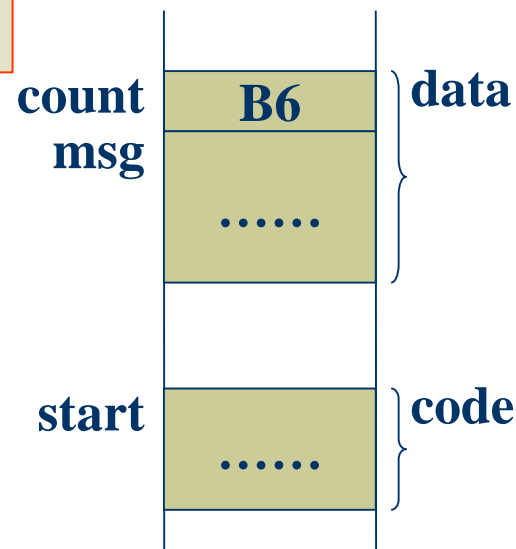 count B6 data
msg
......
start code
......